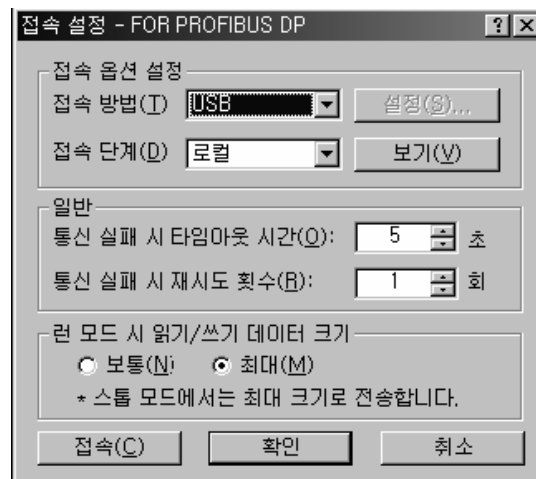 접속 설정 - FOR PROFIBUS DP
접속 옵션 설정
접속 방법(T) USB 설정(S)...
접속 단계(D) 로컬 보기(V)
일반
통신 실패 시 타임아웃 시간(O): 5 초
통신 실패 시 재시도 횟수(R): 1 회
런 모드 시 읽기/쓰기 데이터 크기
보통(N) 최대(M)
* 스톱 모드에서는 최대 크기로 전송합니다.
접속(C) 확인 취소